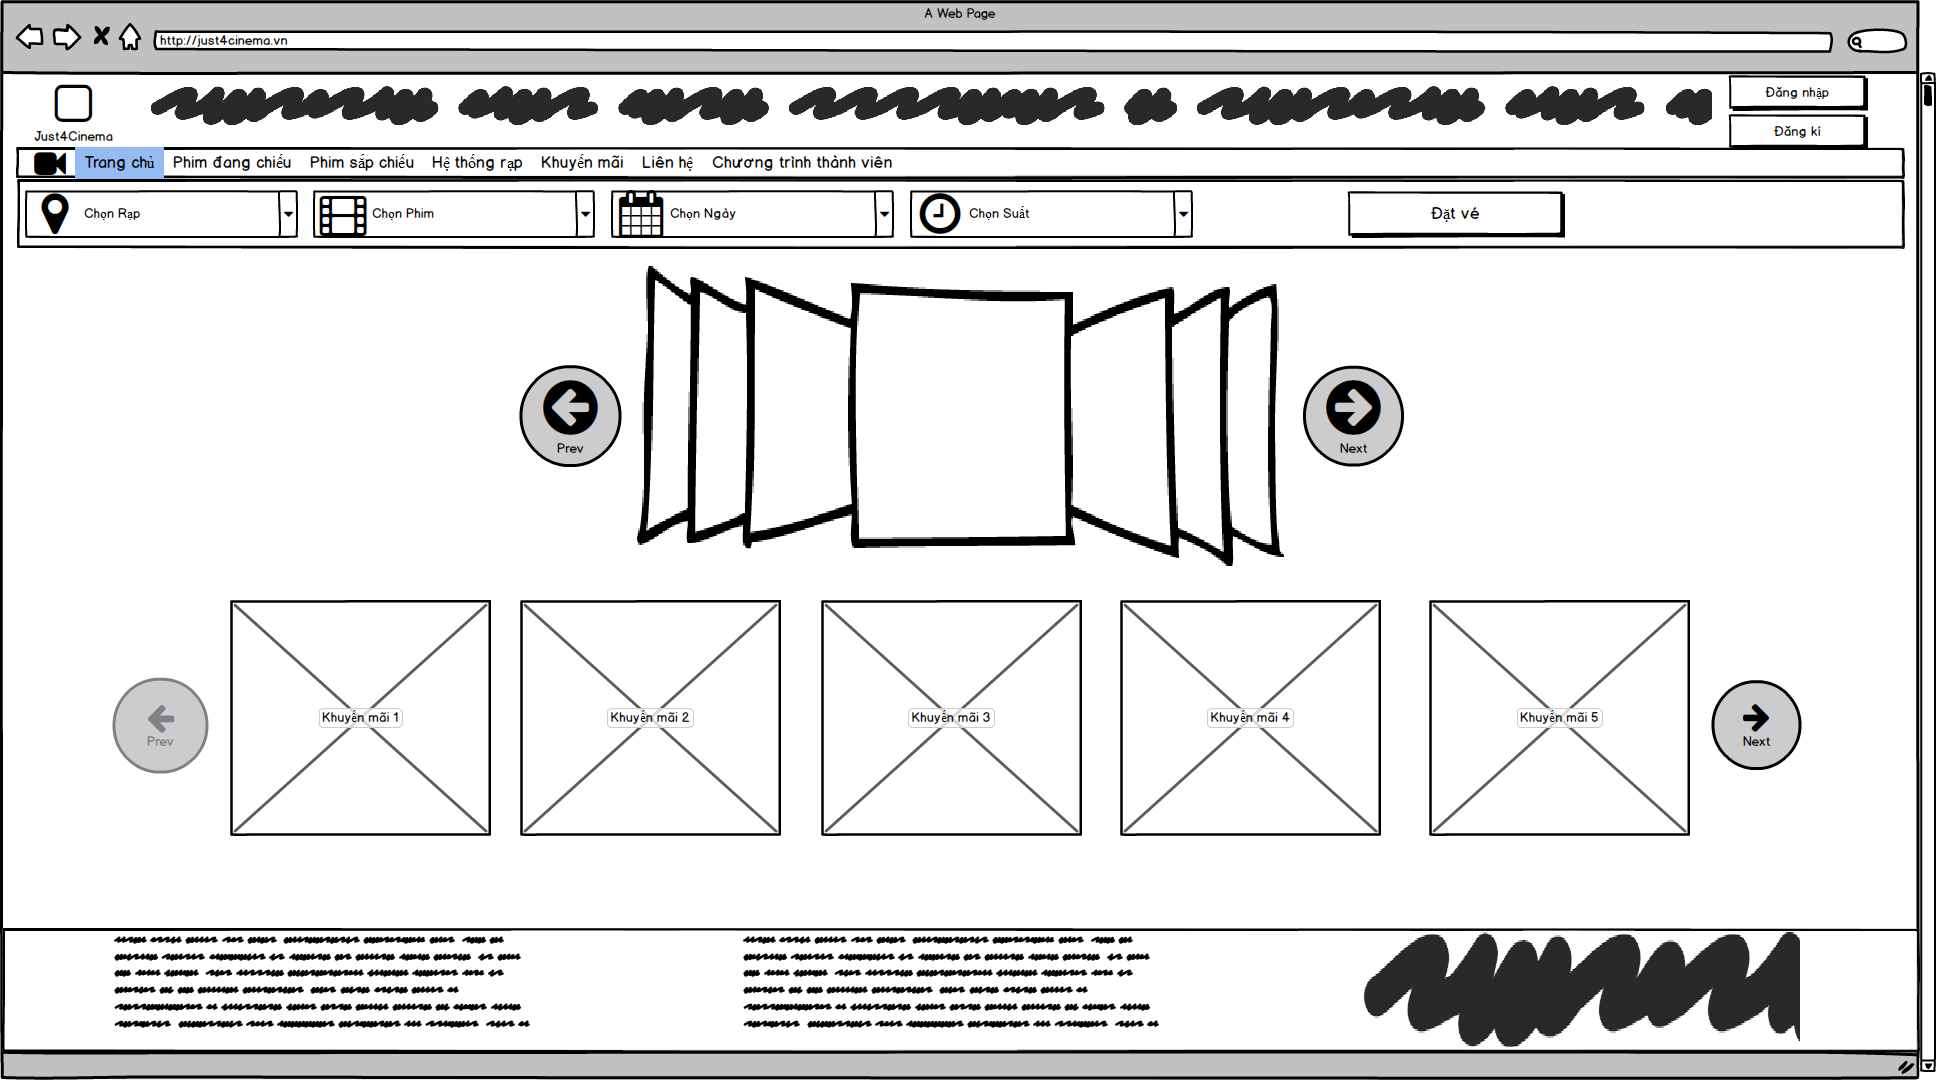 A Web Page
http://just4cinema.vn
Just4Cinema
Đăng nhập
Đăng kí
Trang chủ Phim đang chiếu Phim sắp chiếu Hệ thống rạp Khuyến mãi Liên hệ Chương trình thành viên
Chọn Rạp Chọn Phim Chọn Ngày Chọn Suất Đặt vé
Prev Next
Prev Khuyến mãi 1 Khuyến mãi 2 Khuyến mãi 3 Khuyến mãi 4 Khuyến mãi 5 Next